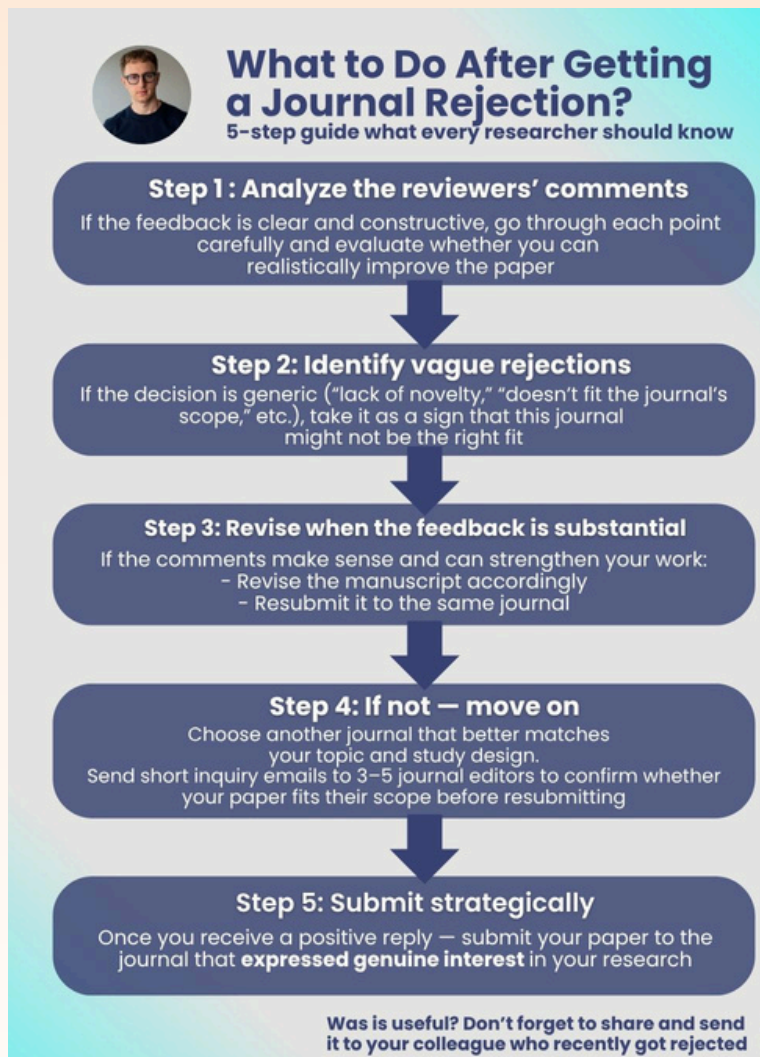 What to Do After Getting
a Journal Rejection?
5-step guide what every researcher should know
Step 1: Analyze the reviewers’ comments
If the feedback is clear and constructive, go through each point
carefully and evaluate whether you can
realistically improve the paper
Step 2: Identify vague rejections
If the decision is generic (“lack of novelty,” “doesn’t fit the journal’s
scope,” etc.), take it as a sign that this journal
might not be the right fit
Step 3: Revise when the feedback is substantial
If the comments make sense and can strengthen your work:
- Revise the manuscript accordingly
- Resubmit it to the same journal
Step 4: If not — move on
Choose another journal that better matches
your topic and study design.
Send short inquiry emails to 3–5 journal editors to confirm whether
your paper fits their scope before resubmitting
Step 5: Submit strategically
Once you receive a positive reply — submit your paper to the
journal that expressed genuine interest in your research
Was is useful? Don’t forget to share and send
it to your colleague who recently got rejected